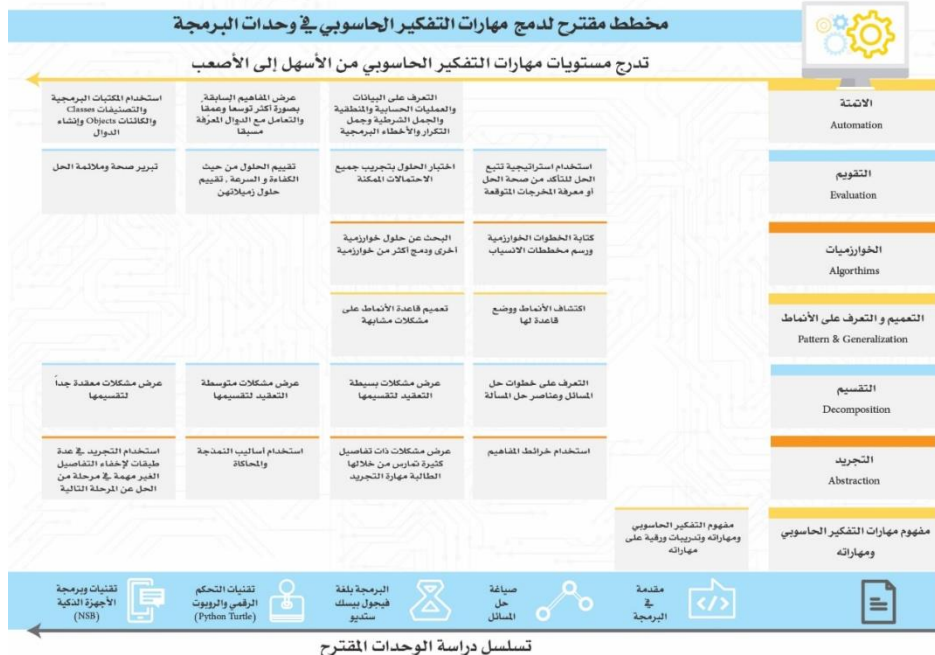 مخطط مقترح لدمج مهارات التفكير الحاسوبي في وحدات البرمجة
تدرج مستويات مهارات التفكير الحاسوبي من الأسهل إلى الأصعب
الاتمتة
Automation
التعرف على البيانات
والعمليات الحسابية والمنطقية
والجمل الشرطية وجمل
التكرار والأخطاء البرمجية
عرض المفاهيم السابقة
بصورة أكثر توسعا وعمقا
والتعامل مع الدوال المعرّفة
مسبقا
استخدام المكتبات البرمجية
والتصنيفات Classes
والكائنات Objects وإنشاء
الدوال
التقويم
Evaluation
استخدام استراتيجية تتبع
الحل للتأكد من صحة الحل
أو معرفة المخرجات المتوقعة
اختبار الحلول بتجريب جميع
الاحتمالات الممكنة
تقييم الحلول من حيث
الكفاءة و السرعة , تقييم
حلول زميلاتهن
تبرير صحة وملائمة الحل
الخوارزميات
Algorthims
كتابة الخطوات الخوارزمية
ورسم مخططات الانسياب
البحث عن حلول خوارزمية
أخرى ودمج أكثر من خوارزمية
التعميم و التعرف على الأنماط
Pattern & Generalization
اكتشاف الأنماط ووضع
قاعدة لها
تعميم قاعدة الأنماط على
مشكلات مشابهة
التقسيم
Decomposition
التعرف على خطوات حل
المسائل وعناصر حل المسألة
عرض مشكلات بسيطة
التعقيد لتقسيمها
عرض مشكلات متوسطة
التعقيد لتقسيمها
عرض مشكلات معقدة جداً
لتقسيمها
التجريد
Abstraction
استخدام خرائط المفاهيم
عرض مشكلات ذات تفاصيل
كثيرة تمارس من خلالها
الطالبة مهارة التجريد
استخدام أساليب النمذجة
والمحاكاة
استخدام التجريد في عدة
طبقات لإخفاء التفاصيل
الغير مهمة في مرحلة من
الحل عن المرحلة التالية
مفهوم مهارات التفكير الحاسوبي
ومهاراته
مفهوم التفكير الحاسوبي
ومهاراته وتدريبات ورقية على
مهاراته
مقدمة
في
البرمجة
صياغة
حل
المسائل
البرمجة بلغة
فيجول بيسك
ستديو
تقنيات التحكم
الرقمي والروبوت
(Python Turtle)
تقنيات وبرمجة
الأجهزة الذكية
(NSB)
تسلسل دراسة الوحدات المقترح